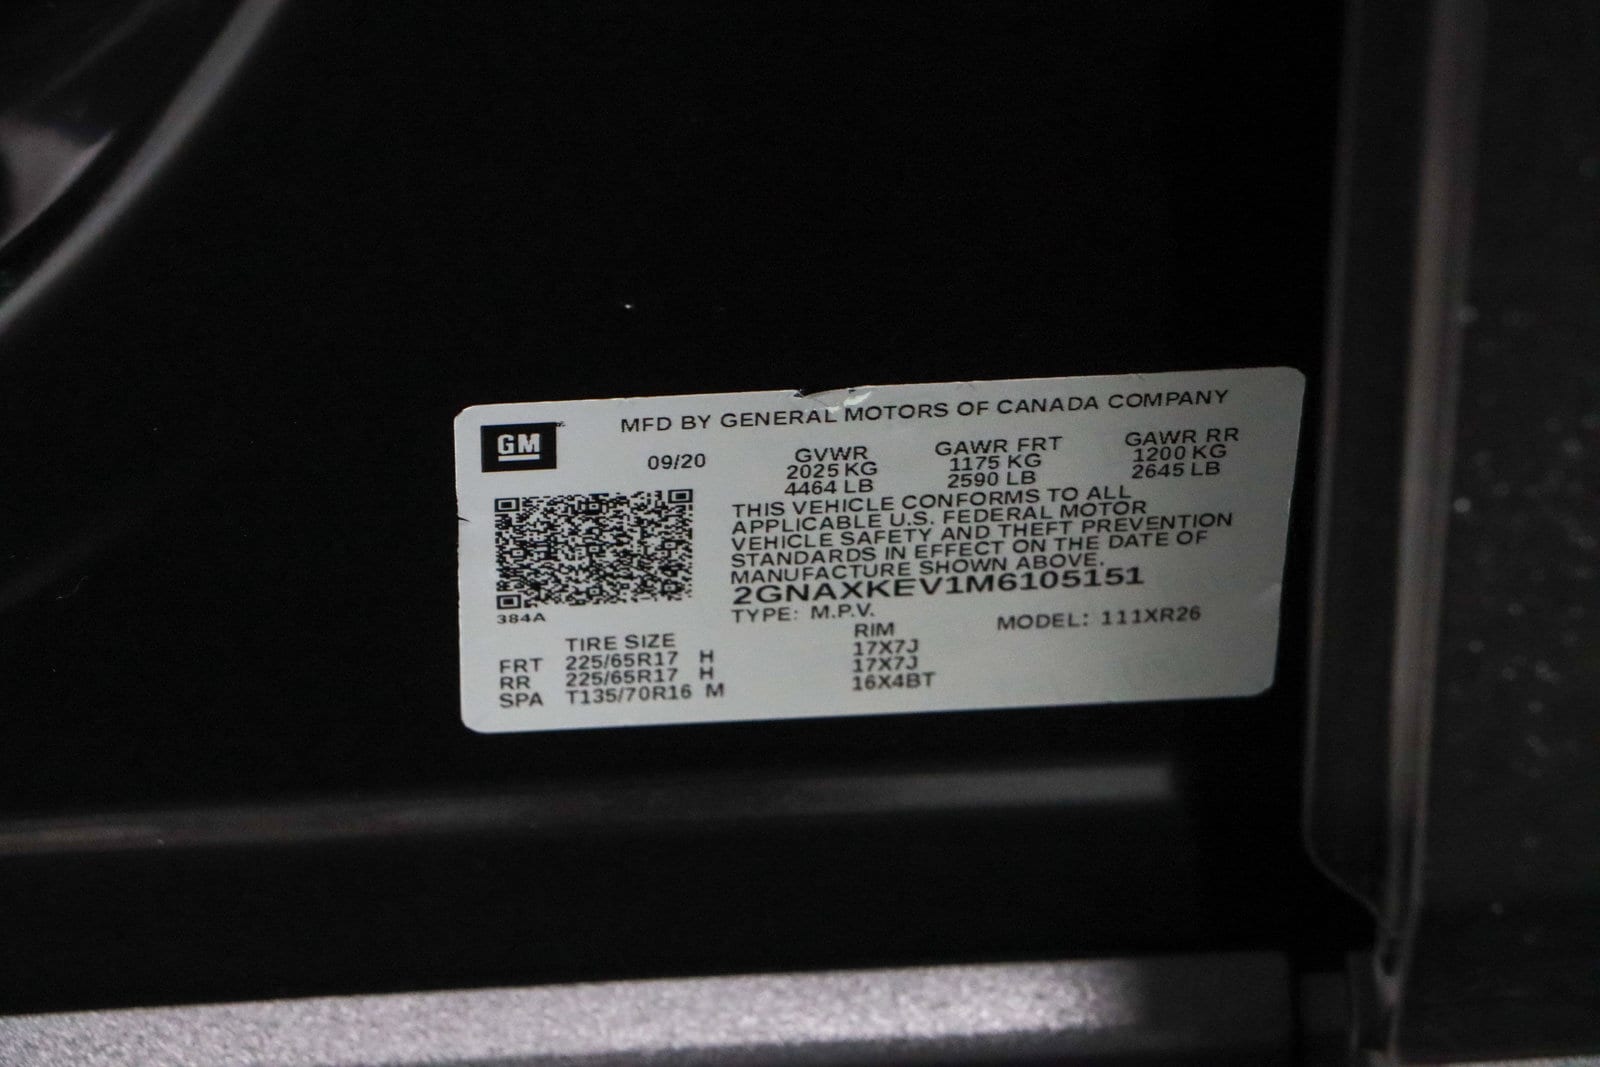 GM
MFD BY GENERAL MOTORS OF CANADA COMPANY
09/20
GVWR
2025 KG
4464 LB
GAWR FRT
1175 KG
2590 LB
GAWR RR
1200 KG
2645 LB
THIS VEHICLE CONFORMS TO ALL
APPLICABLE U.S. FEDERAL MOTOR
VEHICLE SAFETY AND THEFT PREVENTION
STANDARDS IN EFFECT ON THE DATE OF
MANUFACTURE SHOWN ABOVE.
2GNAXKEV1M6105151
384A
TYPE: M.P.V.
MODEL: 111XR26
TIRE SIZE RIM
FRT 225/65R17 H 17X7J
RR 225/65R17 H 17X7J
SPA T135/70R16 M 16X4BT